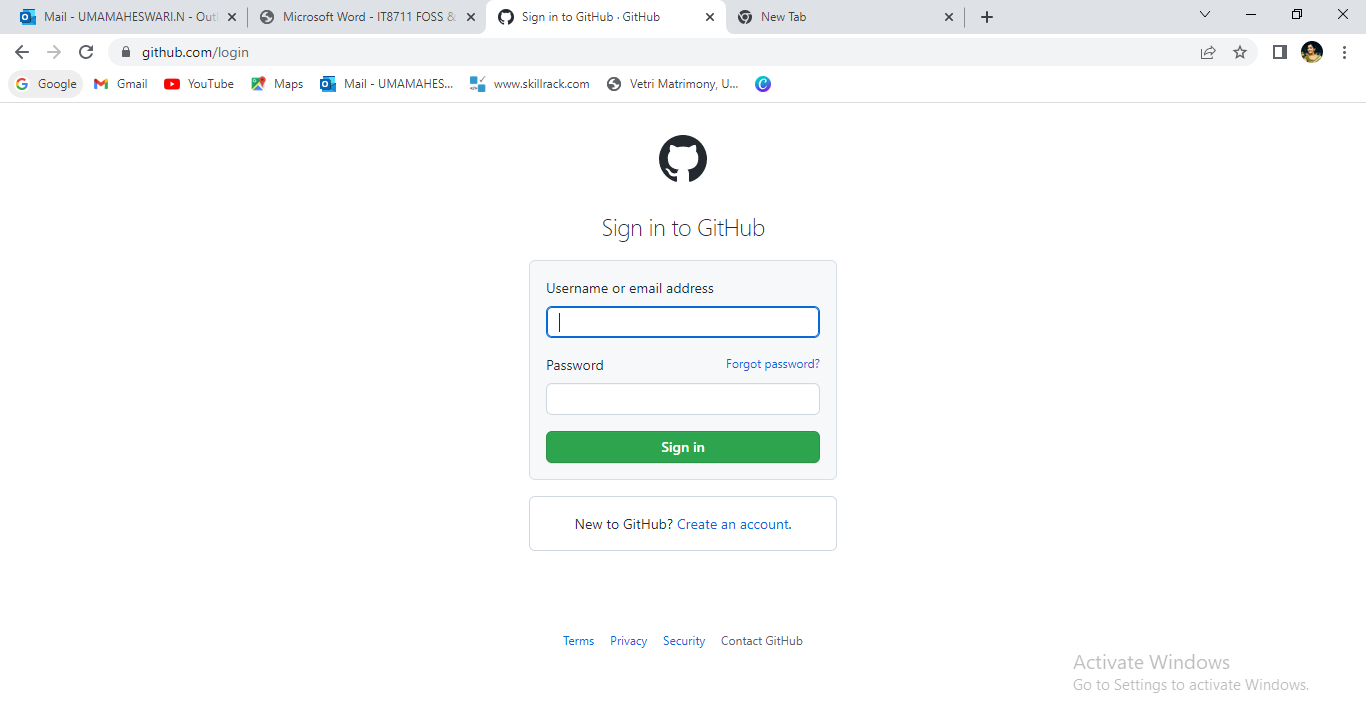 Mail - UMAMAHESWARI.N - Outl
Microsoft Word - IT8711 FOSS &
Sign in to GitHub · GitHub
New Tab
github.com/login
Google
Gmail
YouTube
Maps
Mail - UMAMAHES...
www.skillrack.com
Vetri Matrimony, U...
Sign in to GitHub
Username or email address
Password
Forgot password?
Sign in
New to GitHub? Create an account.
Terms
Privacy
Security
Contact GitHub
Activate Windows
Go to Settings to activate Windows.